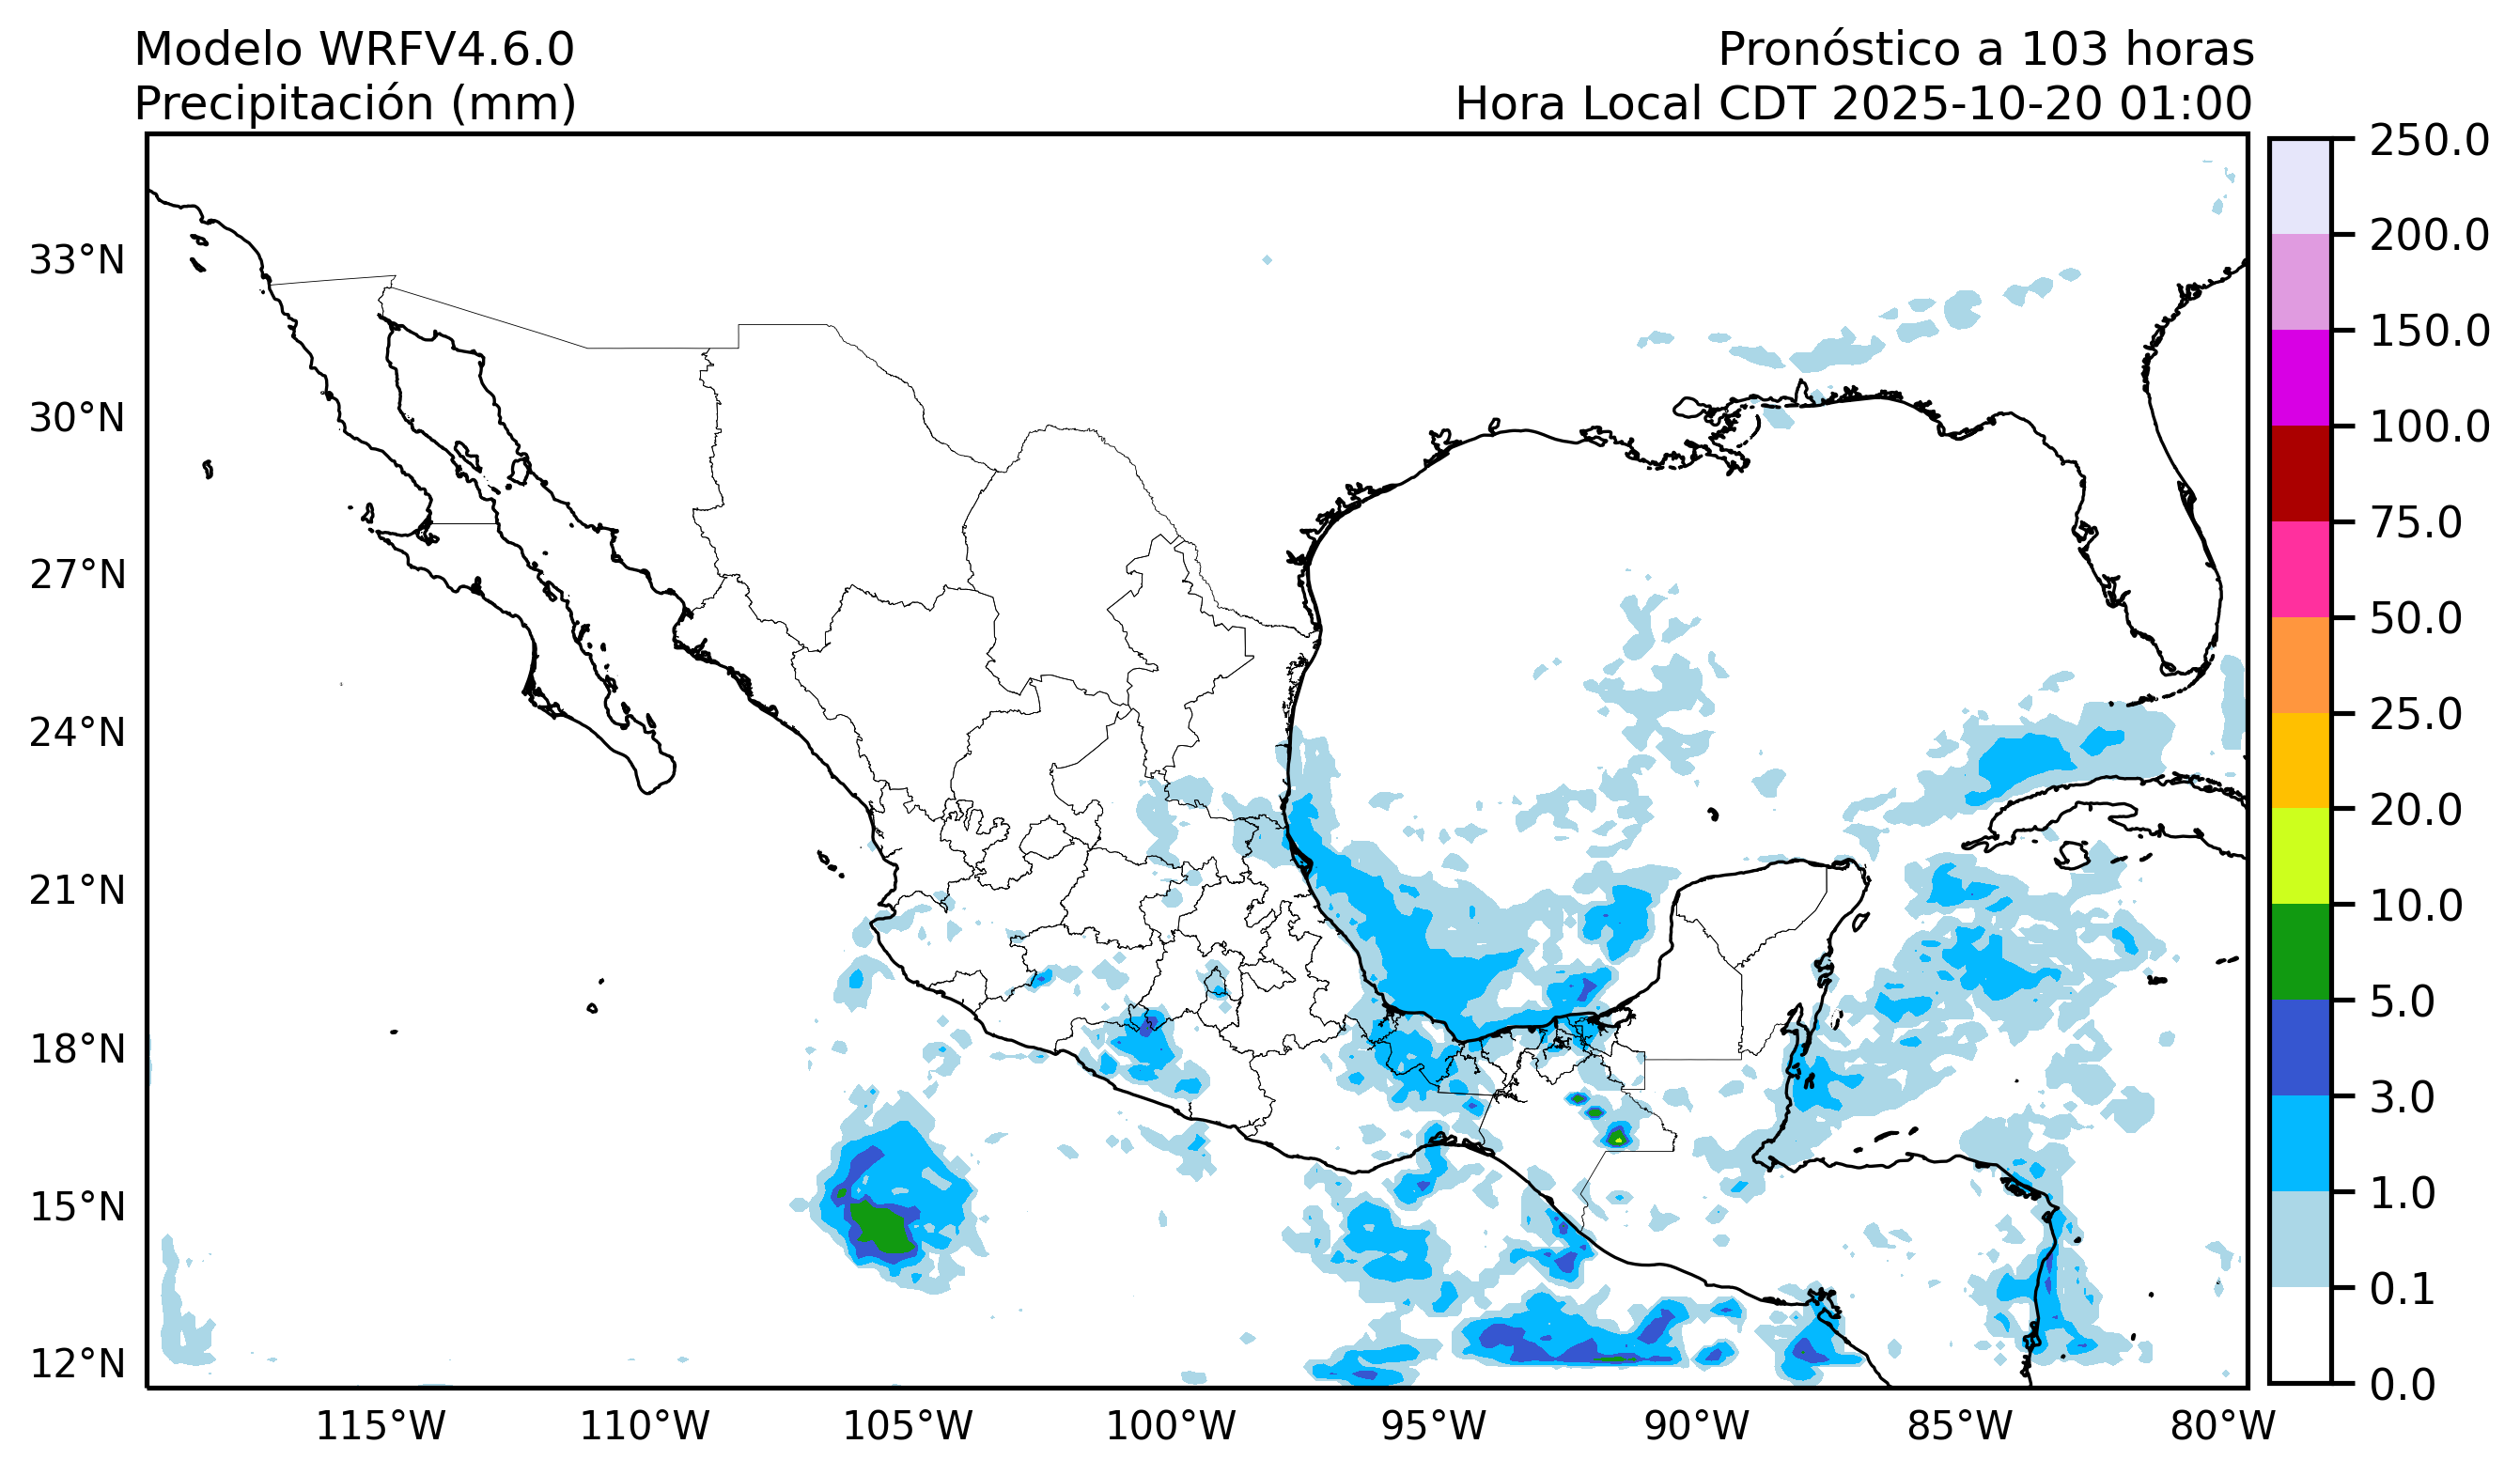 Modelo WRFV4.6.0
Precipitación (mm)
Pronóstico a 103 horas
Hora Local CDT 2025-10-20 01:00
33°N
30°N
27°N
24°N
21°N
18°N
15°N
12°N
115°W
110°W
105°W
100°W
95°W
90°W
85°W
80°W
250.0
200.0
150.0
100.0
75.0
50.0
25.0
20.0
10.0
5.0
3.0
1.0
0.1
0.0